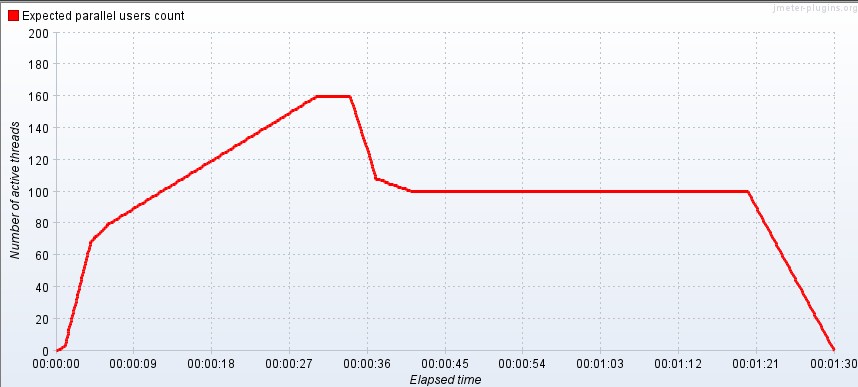 jmeter-plugins.org
Expected parallel users count
200
180
160
140
120
100
80
60
40
20
0
Number of active threads
00:00:00 00:00:09 00:00:18 00:00:27 00:00:36 00:00:45 00:00:54 00:01:03 00:01:12 00:01:21 00:01:30
Elapsed time